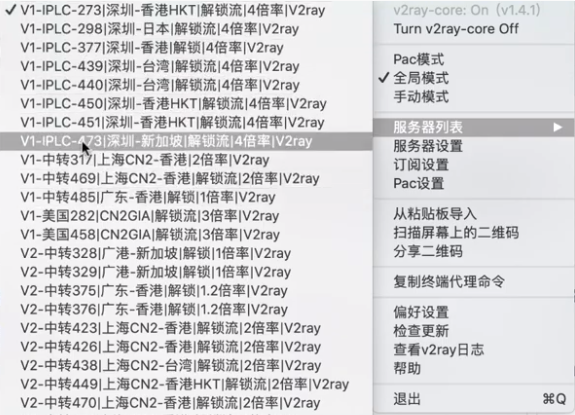 ✓ V1-IPLC-273|深圳-香港HKT|解锁流|4倍率|V2ray
V1-IPLC-298|深圳-日本|解锁流|4倍率|V2ray
V1-IPLC-377|深圳-香港|解锁流|4倍率|V2ray
V1-IPLC-439|深圳-台湾|解锁流|4倍率|V2ray
V1-IPLC-440|深圳-台湾|解锁流|4倍率|V2ray
V1-IPLC-450|深圳-香港HKT|解锁流|4倍率|V2ray
V1-IPLC-451|深圳-香港HKT|解锁流|4倍率|V2ray
V1-IPLC-473|深圳-新加坡|解锁流|4倍率|V2ray
V1-中转317|上海CN2-香港|2倍率|V2ray
V1-中转469|上海CN2-香港|解锁流|2倍率|V2ray
V1-中转485|广东-香港|解锁|1倍率|V2ray
V1-美国282|CN2GIA|解锁流|3倍率|V2ray
V1-美国458|CN2GIA|解锁流|3倍率|V2ray
V2-中转328|广港-新加坡|解锁|1倍率|V2ray
V2-中转329|广港-新加坡|解锁|1倍率|V2ray
V2-中转375|广东-香港|解锁|1.2倍率|V2ray
V2-中转376|广东-香港|解锁|1.2倍率|V2ray
V2-中转423|上海CN2-香港|解锁流|2倍率|V2ray
V2-中转426|上海CN2-香港|解锁流|2倍率|V2ray
V2-中转438|上海CN2-台湾|解锁流|2倍率|V2ray
V2-中转449|上海CN2-香港HKT|解锁流|2倍率|V2ray
V2-中转470|上海CN2-香港|解锁流|2倍率|V2ray
v2ray-core: On (v1.4.1)
Turn v2ray-core Off
Pac模式
✓ 全局模式
手动模式
服务器列表 ▶
服务器设置
订阅设置
Pac设置
从粘贴板导入
扫描屏幕上的二维码
分享二维码
复制终端代理命令
偏好设置
检查更新
查看v2ray日志
帮助
退出 ⌘Q